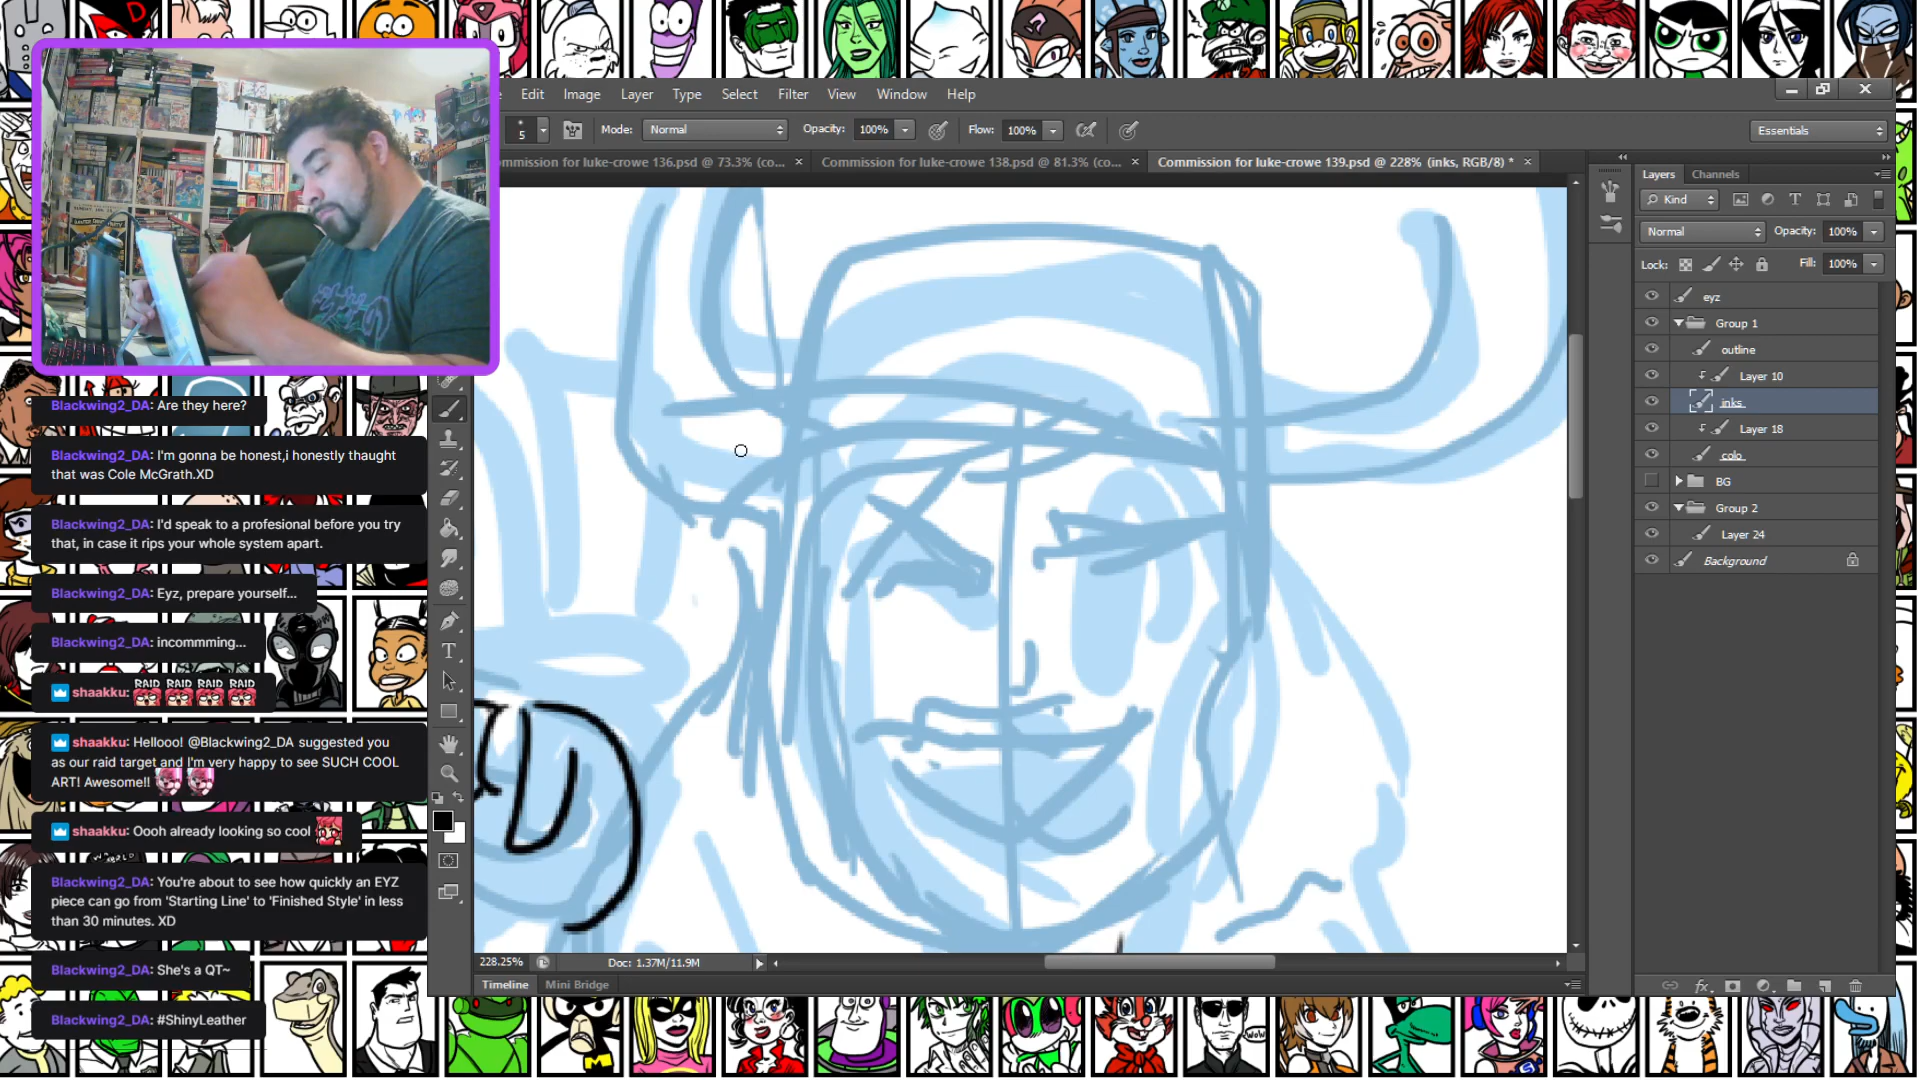 Edit Image Layer Type Select Filter View Window Help
5 Mode: Normal Opacity: 100% Flow: 100% Essentials
Commission for luke-crowe 136.psd @ 73.3% (co... × Commission for luke-crowe 138.psd @ 81.3% (co... × Commission for luke-crowe 139.psd @ 228% (inks, RGB/8) * ×
Layers Channels
Kind
Normal Opacity: 100%
Lock: Fill: 100%
eyz
Group 1
outline
Layer 10
inks
Layer 18
colo
BG
Group 2
Layer 24
Background
Blackwing2_DA: Are they here?
Blackwing2_DA: I'm gonna be honest,i honestly thaught
that was Cole McGrath.XD
Blackwing2_DA: I'd speak to a profesional before you try
that, in case it rips your whole system apart.
Blackwing2_DA: Eyz, prepare yourself...
Blackwing2_DA: incommming...
shaakku: RAID RAID RAID RAID
shaakku: Hellooo! @Blackwing2_DA suggested you
as our raid target and I'm very happy to see SUCH COOL
ART! Awesome!!
shaakku: Oooh already looking so cool
Blackwing2_DA: You're about to see how quickly an EYZ
piece can go from 'Starting Line' to 'Finished Style' in less
than 30 minutes. XD
Blackwing2_DA: She's a QT~
Blackwing2_DA: #ShinyLeather
228.25% Doc: 1.37M/11.9M
Timeline Mini Bridge
WOW